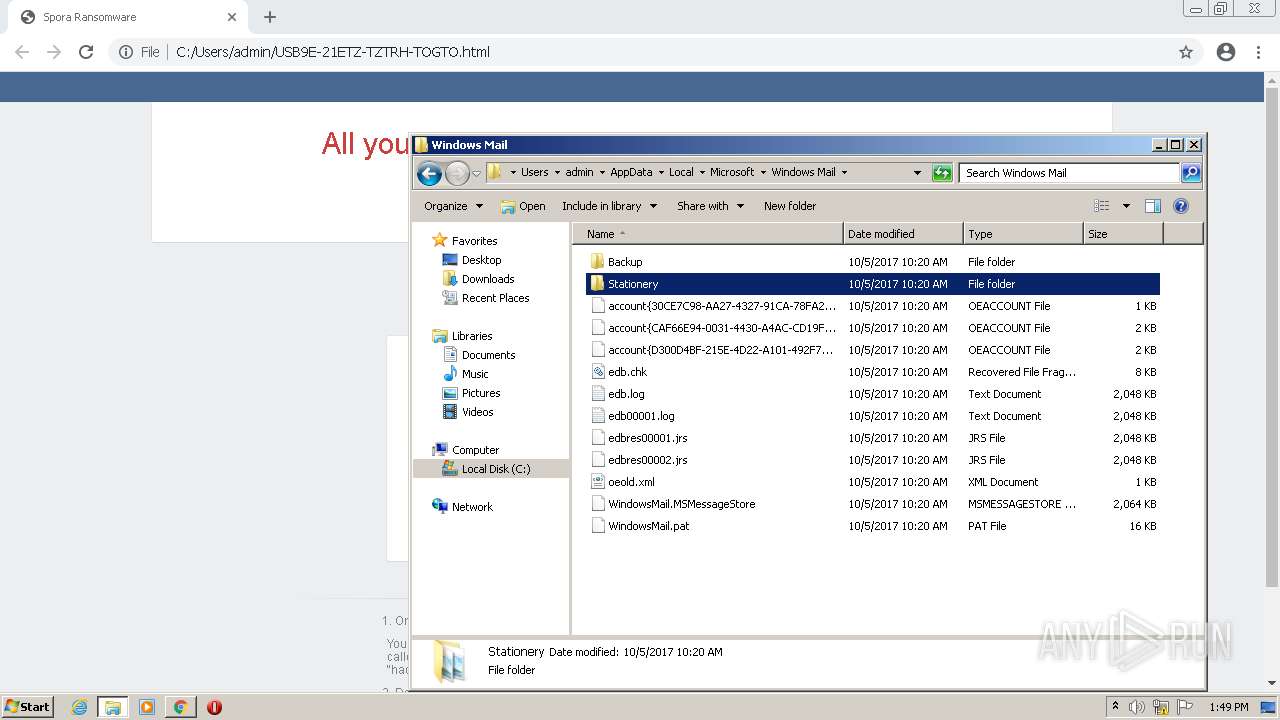 Spora Ransomware
File C:/Users/admin/USB9E-21ETZ-TZTRH-TOGTO.html
All you
Windows Mail
Users admin AppData Local Microsoft Windows Mail
Search Windows Mail
Organize Open Include in library Share with New folder
Name Date modified Type Size
Favorites
Desktop
Downloads
Recent Places
Libraries
Documents
Music
Pictures
Videos
Computer
Local Disk (C:)
Network
Backup 10/5/2017 10:20 AM File folder
Stationery 10/5/2017 10:20 AM File folder
account{30CE7C98-AA27-4327-91CA-78FA2... 10/5/2017 10:20 AM OEACCOUNT File 1 KB
account{CAF66E94-0031-4430-A4AC-CD19F... 10/5/2017 10:20 AM OEACCOUNT File 2 KB
account{D300D4BF-215E-4D22-A101-492F7... 10/5/2017 10:20 AM OEACCOUNT File 2 KB
edb.chk 10/5/2017 10:20 AM Recovered File Frag... 8 KB
edb.log 10/5/2017 10:20 AM Text Document 2,048 KB
edb00001.log 10/5/2017 10:20 AM Text Document 2,048 KB
edbres00001.jrs 10/5/2017 10:20 AM JRS File 2,048 KB
edbres00002.jrs 10/5/2017 10:20 AM JRS File 2,048 KB
oeold.xml 10/5/2017 10:20 AM XML Document 1 KB
WindowsMail.MSMessageStore 10/5/2017 10:20 AM MSMESSAGESTORE ... 2,064 KB
WindowsMail.pat 10/5/2017 10:20 AM PAT File 16 KB
1. Or
You
calle
"ha
Stationery Date modified: 10/5/2017 10:20 AM
File folder
ANY RUN
Start
1:49 PM